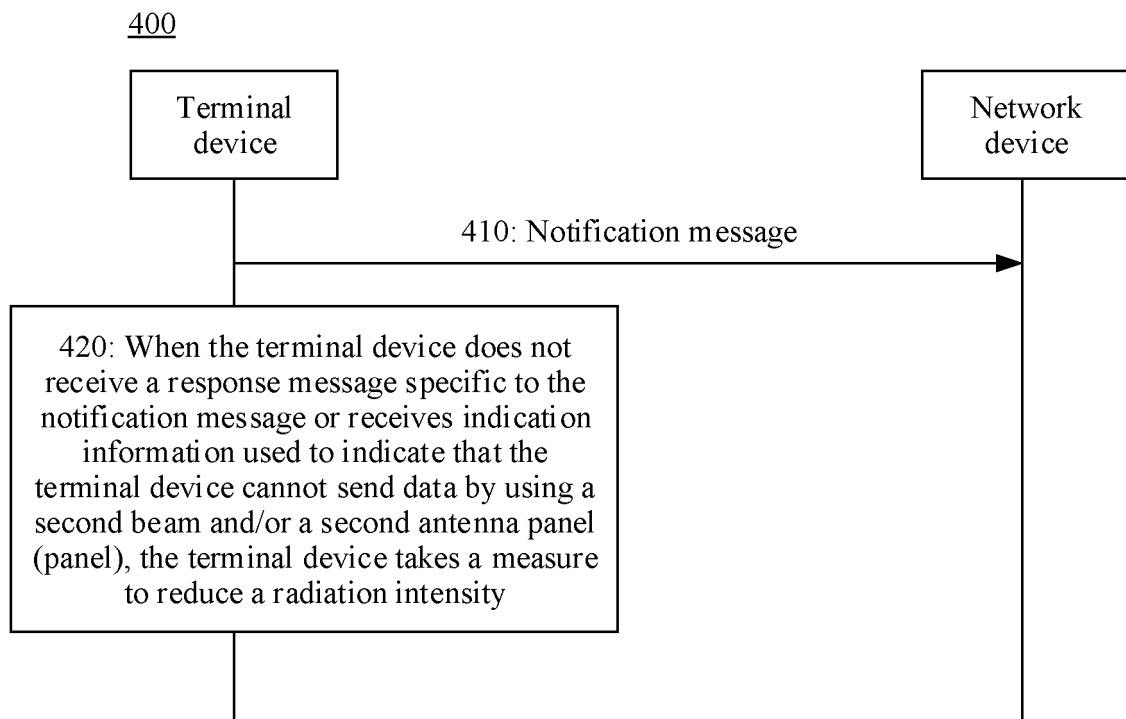 400
Terminal
device
Network
device
410: Notification message
420: When the terminal device does not
receive a response message specific to the
notification message or receives indication
information used to indicate that the
terminal device cannot send data by using a
second beam and/or a second antenna panel
(panel), the terminal device takes a measure
to reduce a radiation intensity